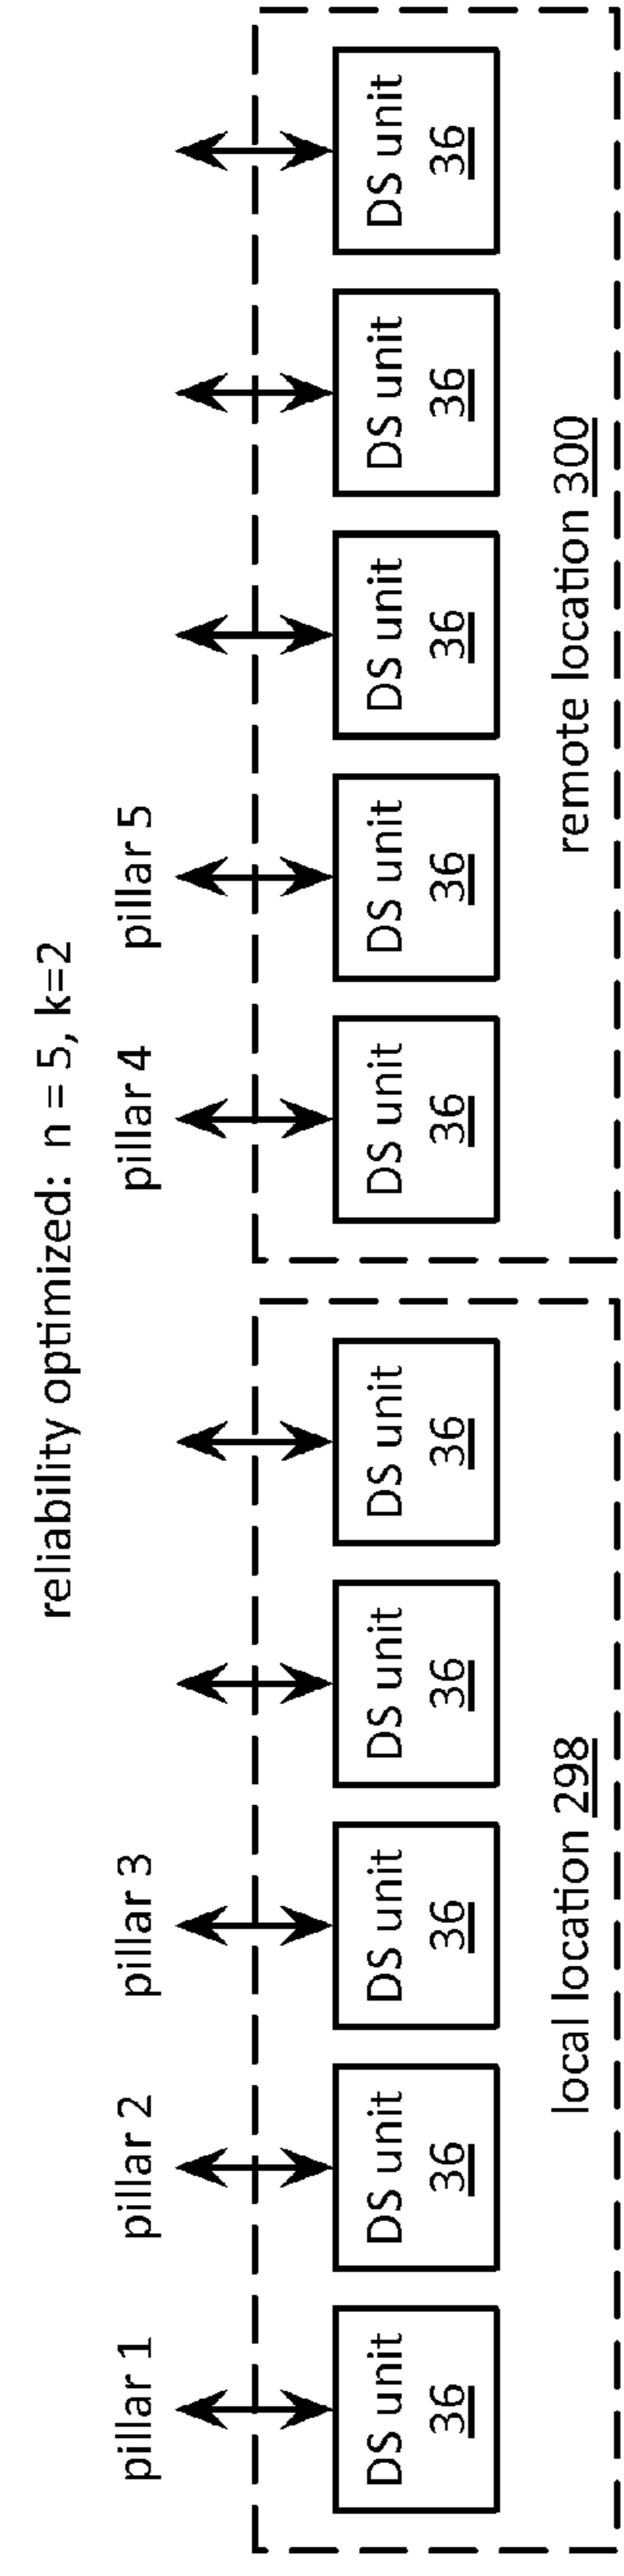 reliability optimized: n = 5, k=2
pillar 1
pillar 2
pillar 3
pillar 4
pillar 5
DS unit
36
DS unit
36
DS unit
36
DS unit
36
DS unit
36
DS unit
36
DS unit
36
DS unit
36
DS unit
36
DS unit
36
local location 298
remote location 300